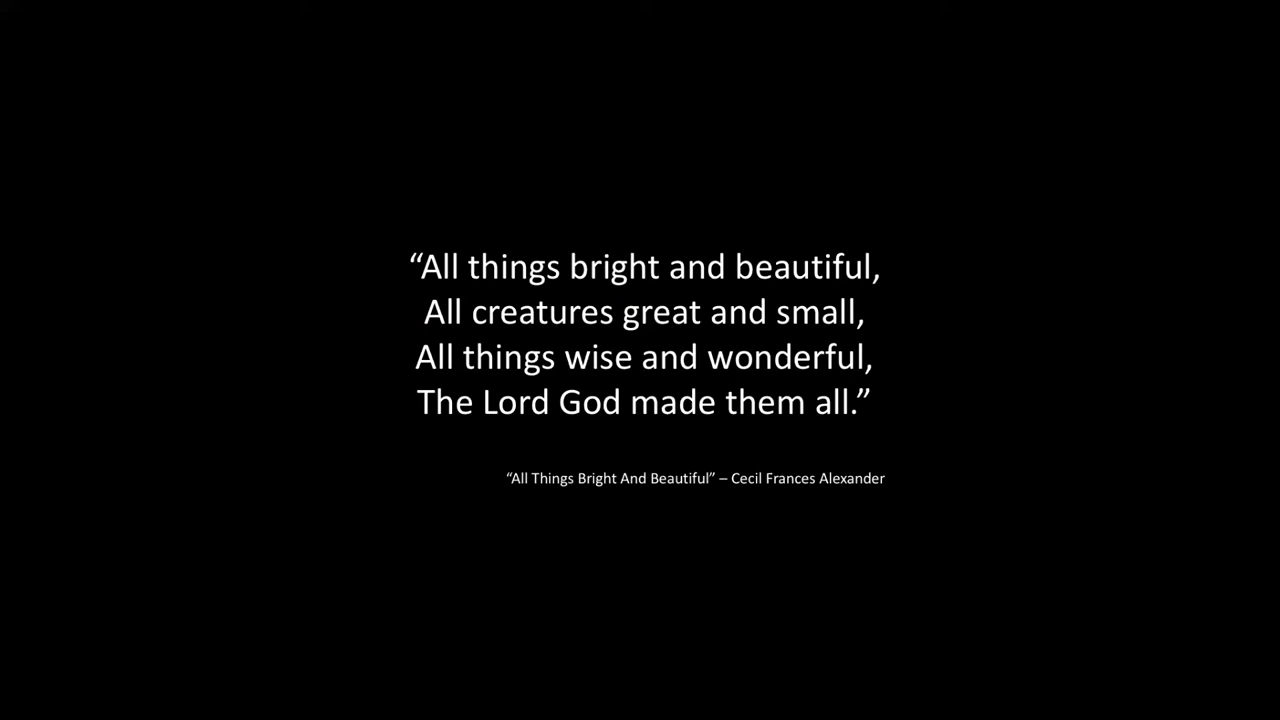 “All things bright and beautiful,
All creatures great and small,
All things wise and wonderful,
The Lord God made them all.”
“All Things Bright And Beautiful” – Cecil Frances Alexander